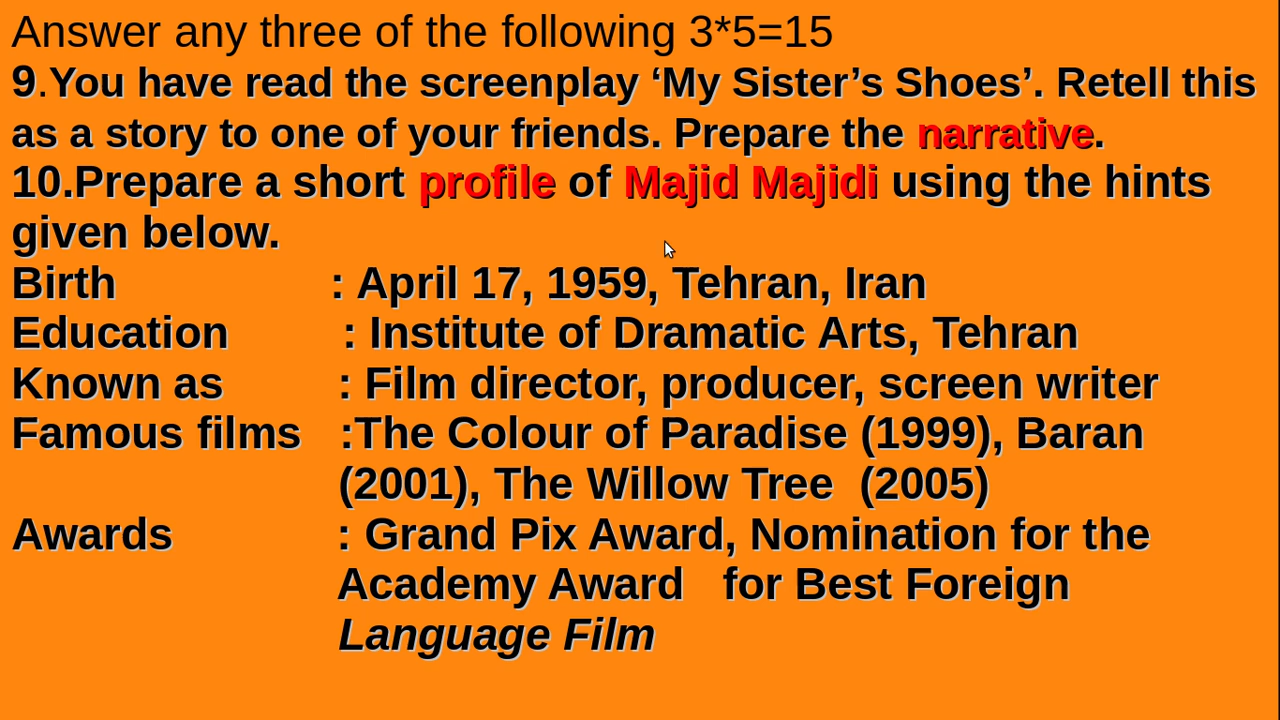 Answer any three of the following 3*5=15
9.You have read the screenplay ‘My Sister’s Shoes’. Retell this
as a story to one of your friends. Prepare the narrative.
10.Prepare a short profile of Majid Majidi using the hints
given below.
Birth : April 17, 1959, Tehran, Iran
Education : Institute of Dramatic Arts, Tehran
Known as : Film director, producer, screen writer
Famous films :The Colour of Paradise (1999), Baran
(2001), The Willow Tree (2005)
Awards : Grand Pix Award, Nomination for the
Academy Award for Best Foreign
Language Film